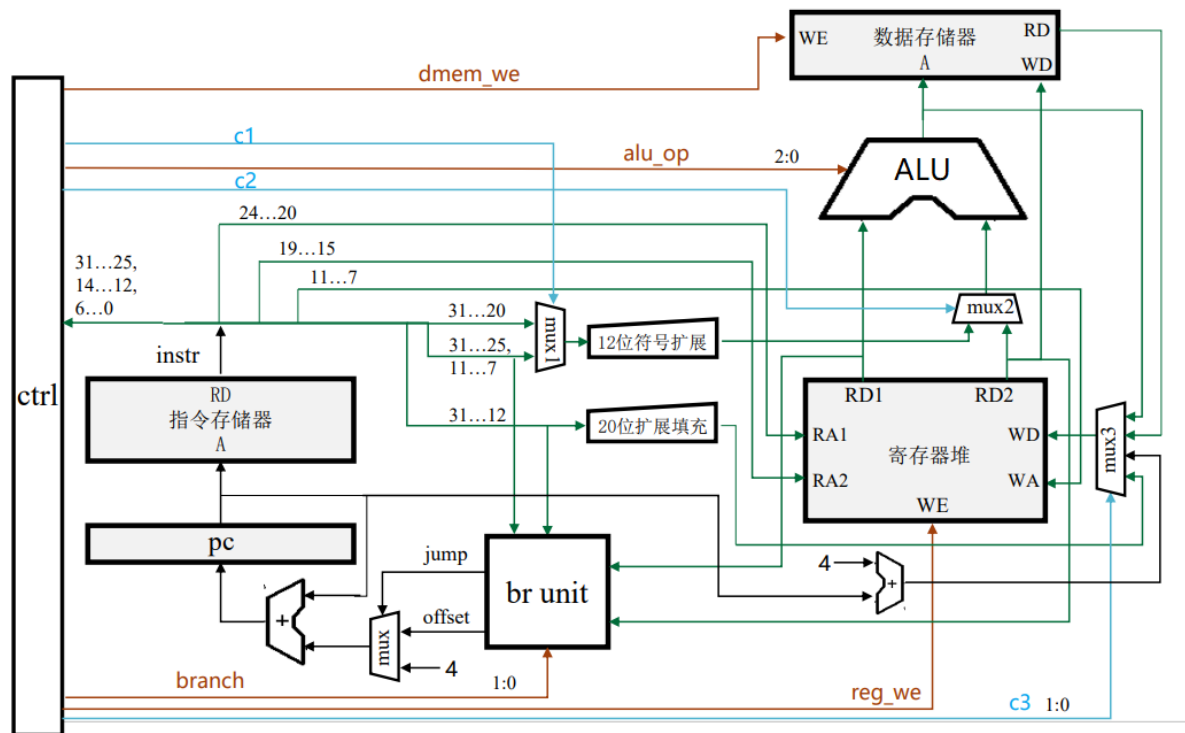 WE
数据存储器
RD
A
WD
dmem_we
c1
alu_op
2:0
ALU
c2
24…20
19…15
31…25,
14…12,
6…0
11…7
31…20
mux1
12位符号扩展
mux2
instr
31…25,
11…7
ctrl
RD
指令存储器
A
31…12
20位扩展填充
RD1
RD2
RA1
寄存器堆
WD
mux3
RA2
WA
WE
pc
jump
br unit
4
+
+
offset
mux
4
branch
1:0
reg_we
c3
1:0